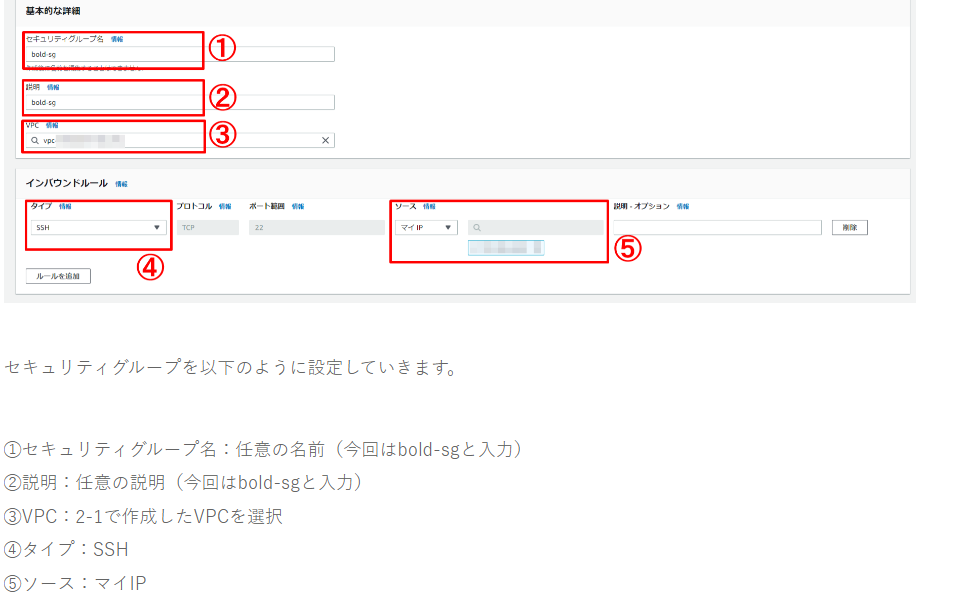 基本的な詳細
セキュリティグループ名 情報
①
bold-sg
説明 情報
②
bold-sg
VPC 情報
③
vpc
インバウンドルール 情報
タイプ 情報 プロトコル 情報 ポート範囲 情報 ソース 情報 説明 - オプション 情報
SSH TCP 22 マイ IP 削除
④ ⑤
ルールを追加
セキュリティグループを以下のように設定していきます。
①セキュリティグループ名：任意の名前（今回はbold-sgと入力）
②説明：任意の説明（今回はbold-sgと入力）
③VPC：2-1で作成したVPCを選択
④タイプ：SSH
⑤ソース：マイIP